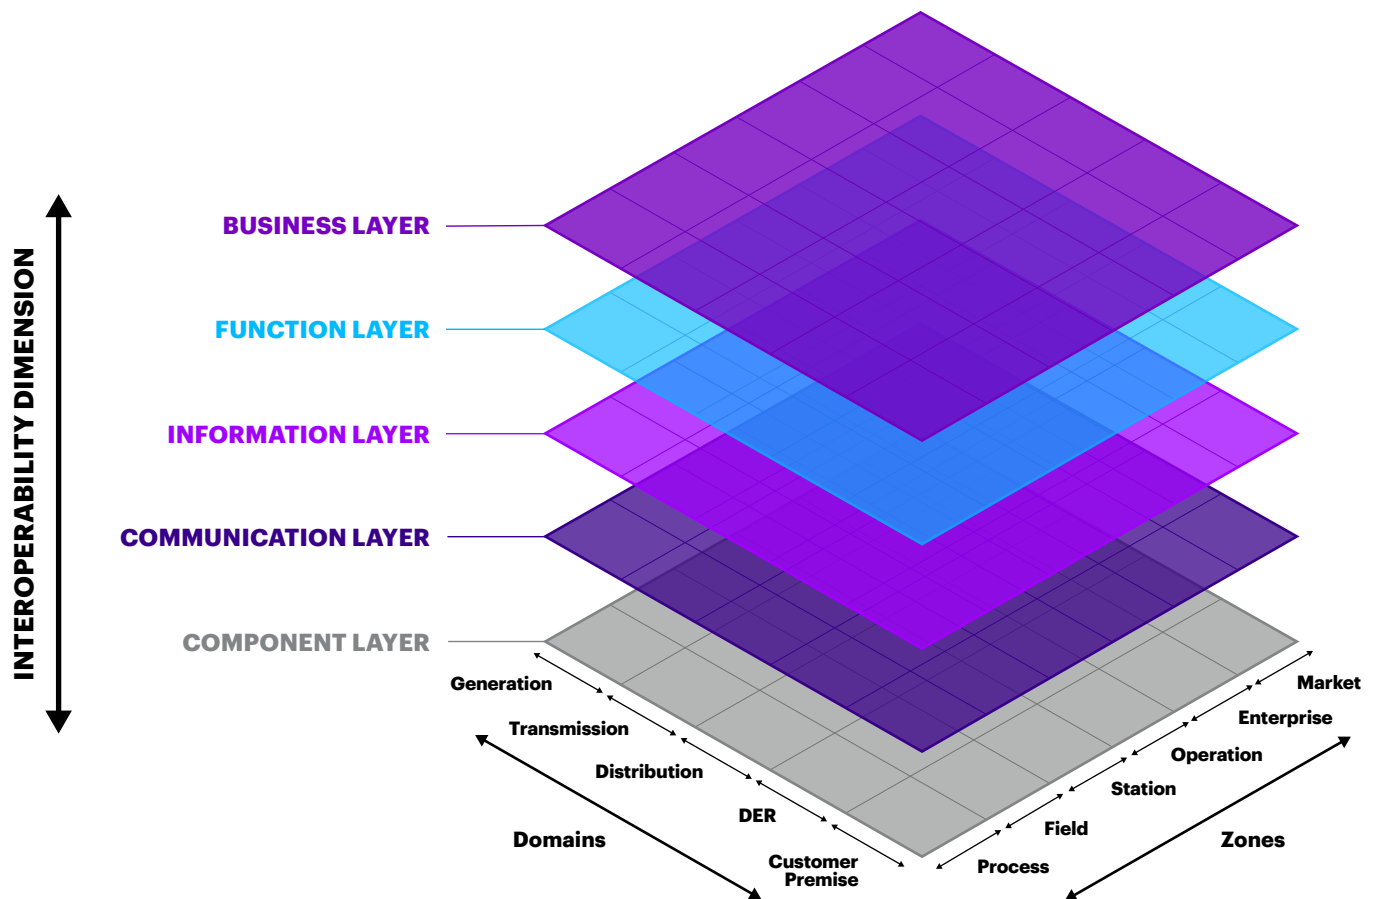 INTEROPERABILITY DIMENSION
BUSINESS LAYER
FUNCTION LAYER
INFORMATION LAYER
COMMUNICATION LAYER
COMPONENT LAYER
Generation
Transmission
Distribution
DER
Customer
Premise
Domains
Market
Enterprise
Operation
Station
Field
Process
Zones